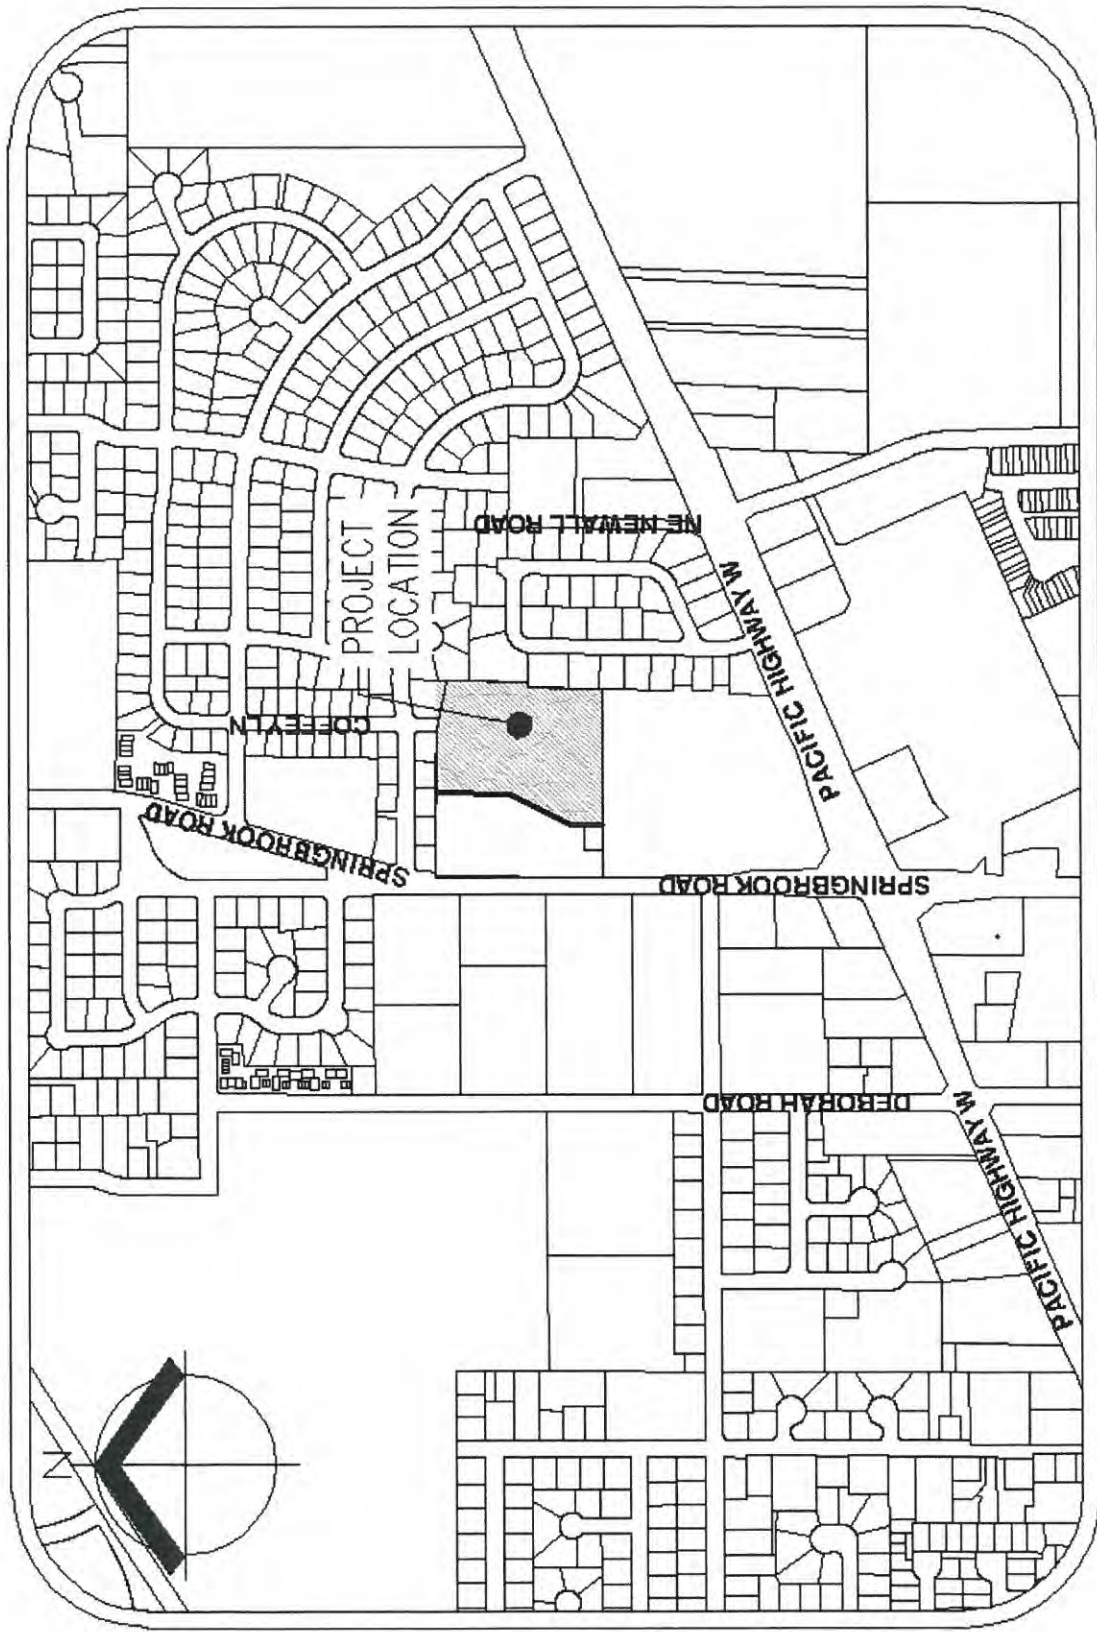 PROJECT
LOCATION
NE NEWALL ROAD
COFFEY LN
SPRINGBROOK ROAD
PACIFIC HIGHWAY W
SPRINGBROOK ROAD
DEBORAH ROAD
PACIFIC HIGHWAY W
N